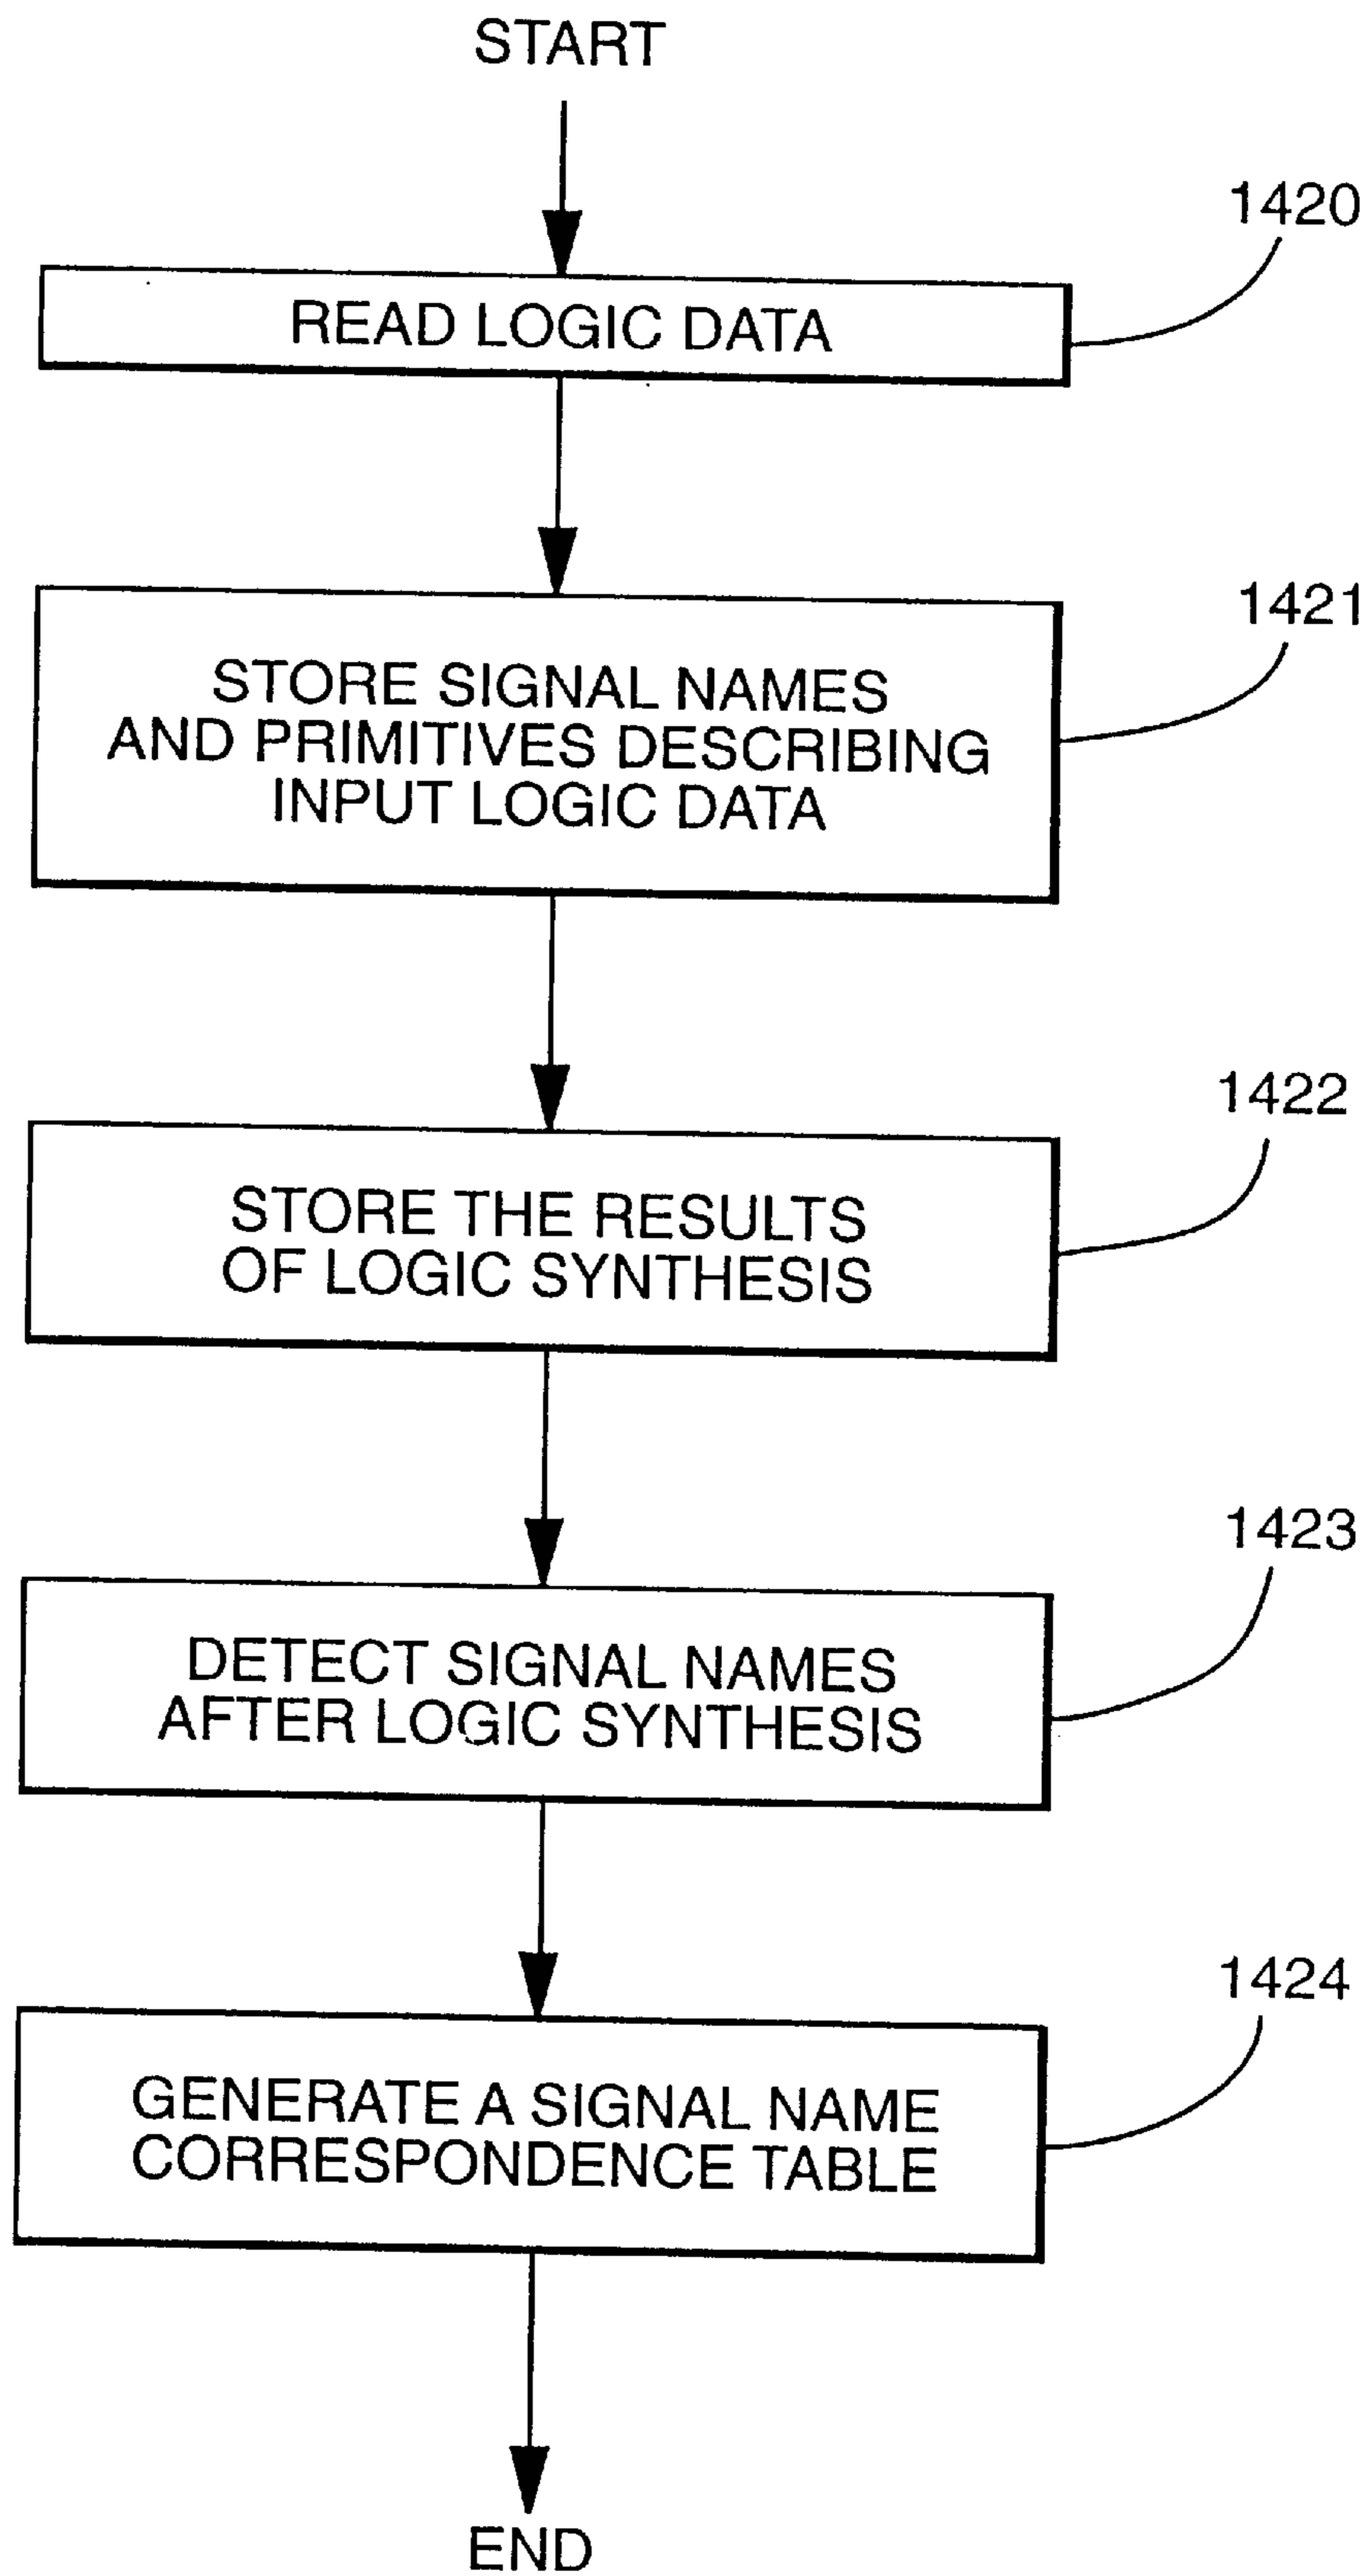 START
1420
READ LOGIC DATA
1421
STORE SIGNAL NAMES
AND PRIMITIVES DESCRIBING
INPUT LOGIC DATA
1422
STORE THE RESULTS
OF LOGIC SYNTHESIS
1423
DETECT SIGNAL NAMES
AFTER LOGIC SYNTHESIS
1424
GENERATE A SIGNAL NAME
CORRESPONDENCE TABLE
END